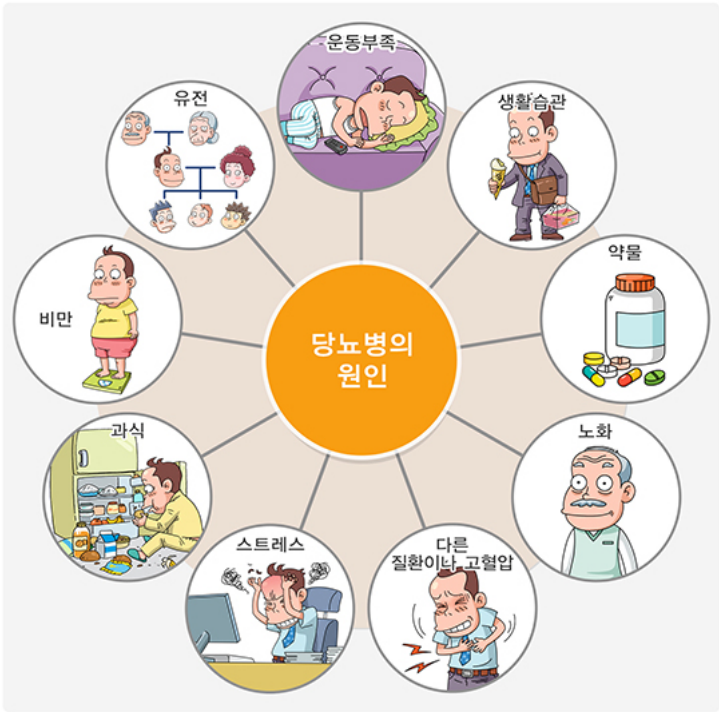 당뇨병의
원인
운동부족
생활습관
약물
노화
다른
질환이나 고혈압
스트레스
과식
비만
유전